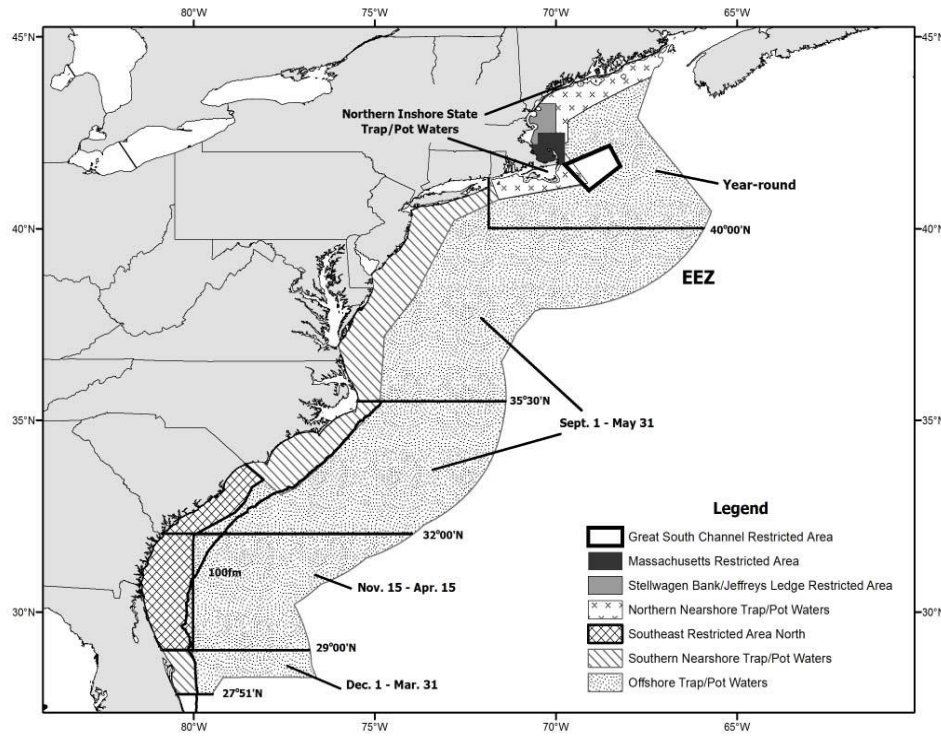 80°W
75°W
70°W
65°W
45°N
45°N
Northern Inshore State
Trap/Pot Waters
Year-round
40°N
40°00'N
40°N
EEZ
35°30'N
35°N
35°N
Sept. 1 - May 31
Legend
Great South Channel Restricted Area
Massachusetts Restricted Area
Stellwagen Bank/Jeffreys Ledge Restricted Area
Northern Nearshore Trap/Pot Waters
Southeast Restricted Area North
Southern Nearshore Trap/Pot Waters
Offshore Trap/Pot Waters
32°00'N
100fm
Nov. 15 - Apr. 15
30°N
30°N
29°00'N
Dec. 1 - Mar. 31
27°51'N
80°W
75°W
70°W
65°W